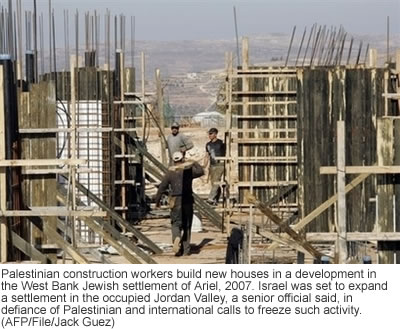 Palestinian construction workers build new houses in a development in
the West Bank Jewish settlement of Ariel, 2007. Israel was set to expand
a settlement in the occupied Jordan Valley, a senior official said, in
defiance of Palestinian and international calls to freeze such activity.
(AFP/File/Jack Guez)